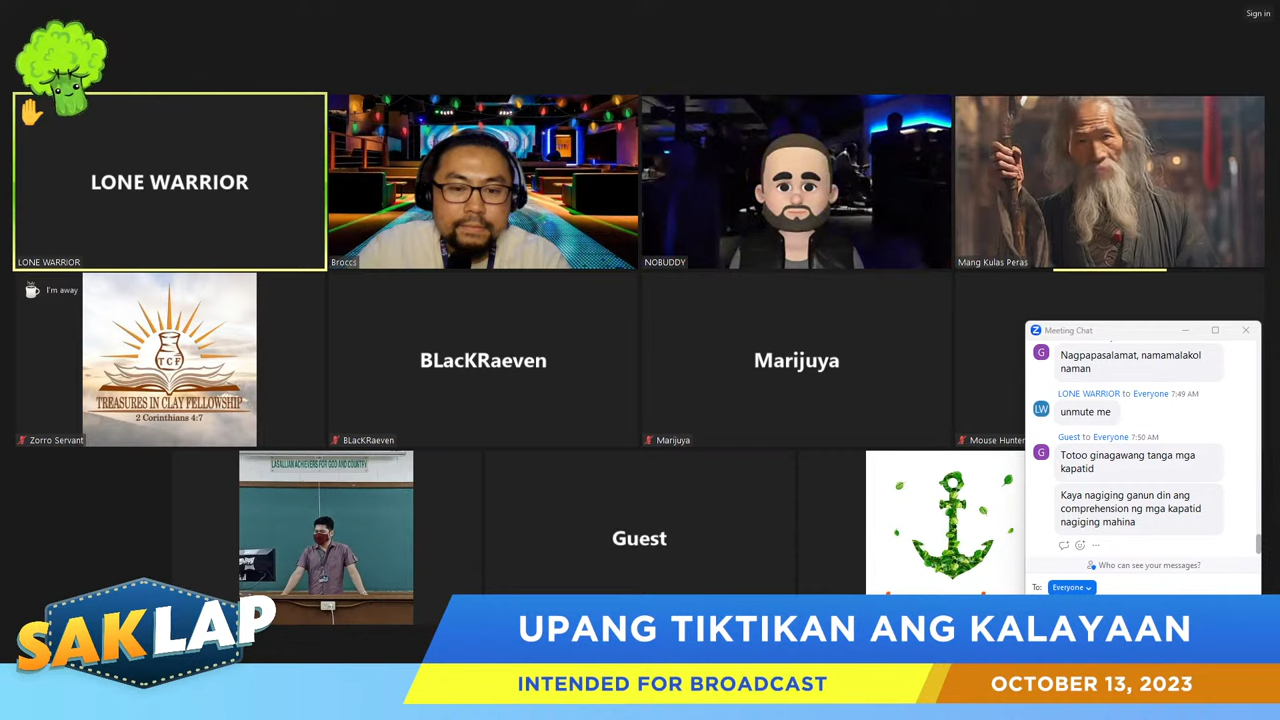 Sign in
LONE WARRIOR
LONE WARRIOR
Broccs
NOBUDDY
Mang Kulas Peras
I'm away
TCF
TREASURES IN CLAY FELLOWSHIP
2 Corinthians 4:7
Zorro Servant
BLacKRaeven
BLacKRaeven
Marijuya
Marijuya
Mouse Hunter
Meeting Chat
G
Nagpapasalamat, namamalakol
naman
LONE WARRIOR to Everyone 7:49 AM
LW
unmute me
Guest to Everyone 7:50 AM
G
Totoo ginagawang tanga mga
kapatid
Kaya nagiging ganun din ang
comprehension ng mga kapatid
nagiging mahina
Who can see your messages?
To: Everyone
LASALLIAN ACHIEVERS FOR GOD AND COUNTRY
Guest
SAKLAP
UPANG TIKTIKAN ANG KALAYAAN
INTENDED FOR BROADCAST
OCTOBER 13, 2023